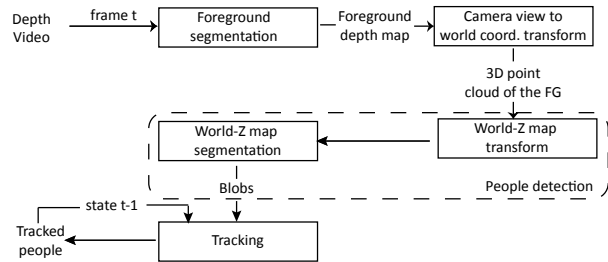 Depth
Video
frame t
Foreground
segmentation
Foreground
depth map
Camera view to
world coord. transform
3D point
cloud of the FG
World-Z map
transform
World-Z map
segmentation
People detection
Blobs
state t-1
Tracking
Tracked
people